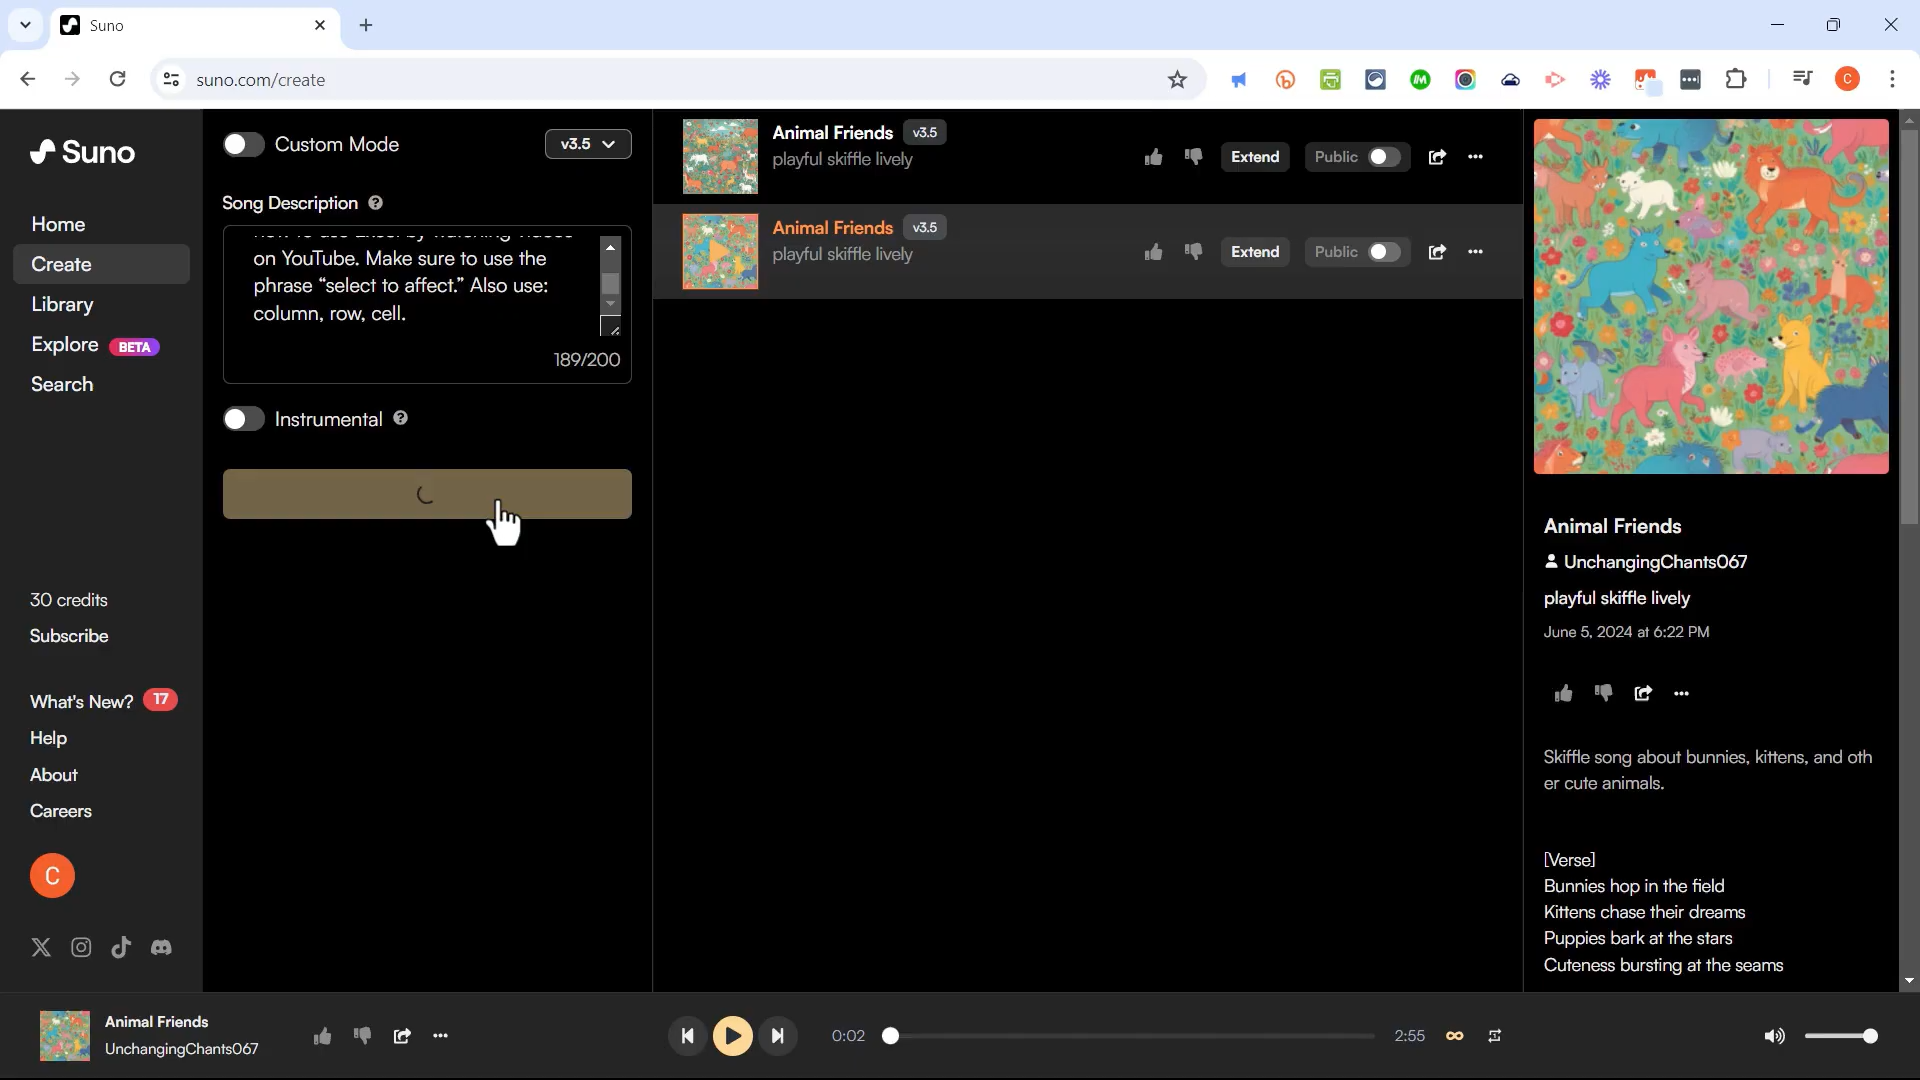 Suno
suno.com/create
Suno
Home
Create
Library
Explore BETA
Search
30 credits
Subscribe
What's New? 17
Help
About
Careers
C
Custom Mode
v3.5
Song Description
on YouTube. Make sure to use the
phrase “select to affect.” Also use:
column, row, cell.
189/200
Instrumental
Animal Friends v3.5
playful skiffle lively
Extend
Public
Animal Friends v3.5
playful skiffle lively
Extend
Public
Animal Friends
UnchangingChants067
playful skiffle lively
June 5, 2024 at 6:22 PM
Skiffle song about bunnies, kittens, and oth
er cute animals.
[Verse]
Bunnies hop in the field
Kittens chase their dreams
Puppies bark at the stars
Cuteness bursting at the seams
Animal Friends
UnchangingChants067
0:02
2:55
C